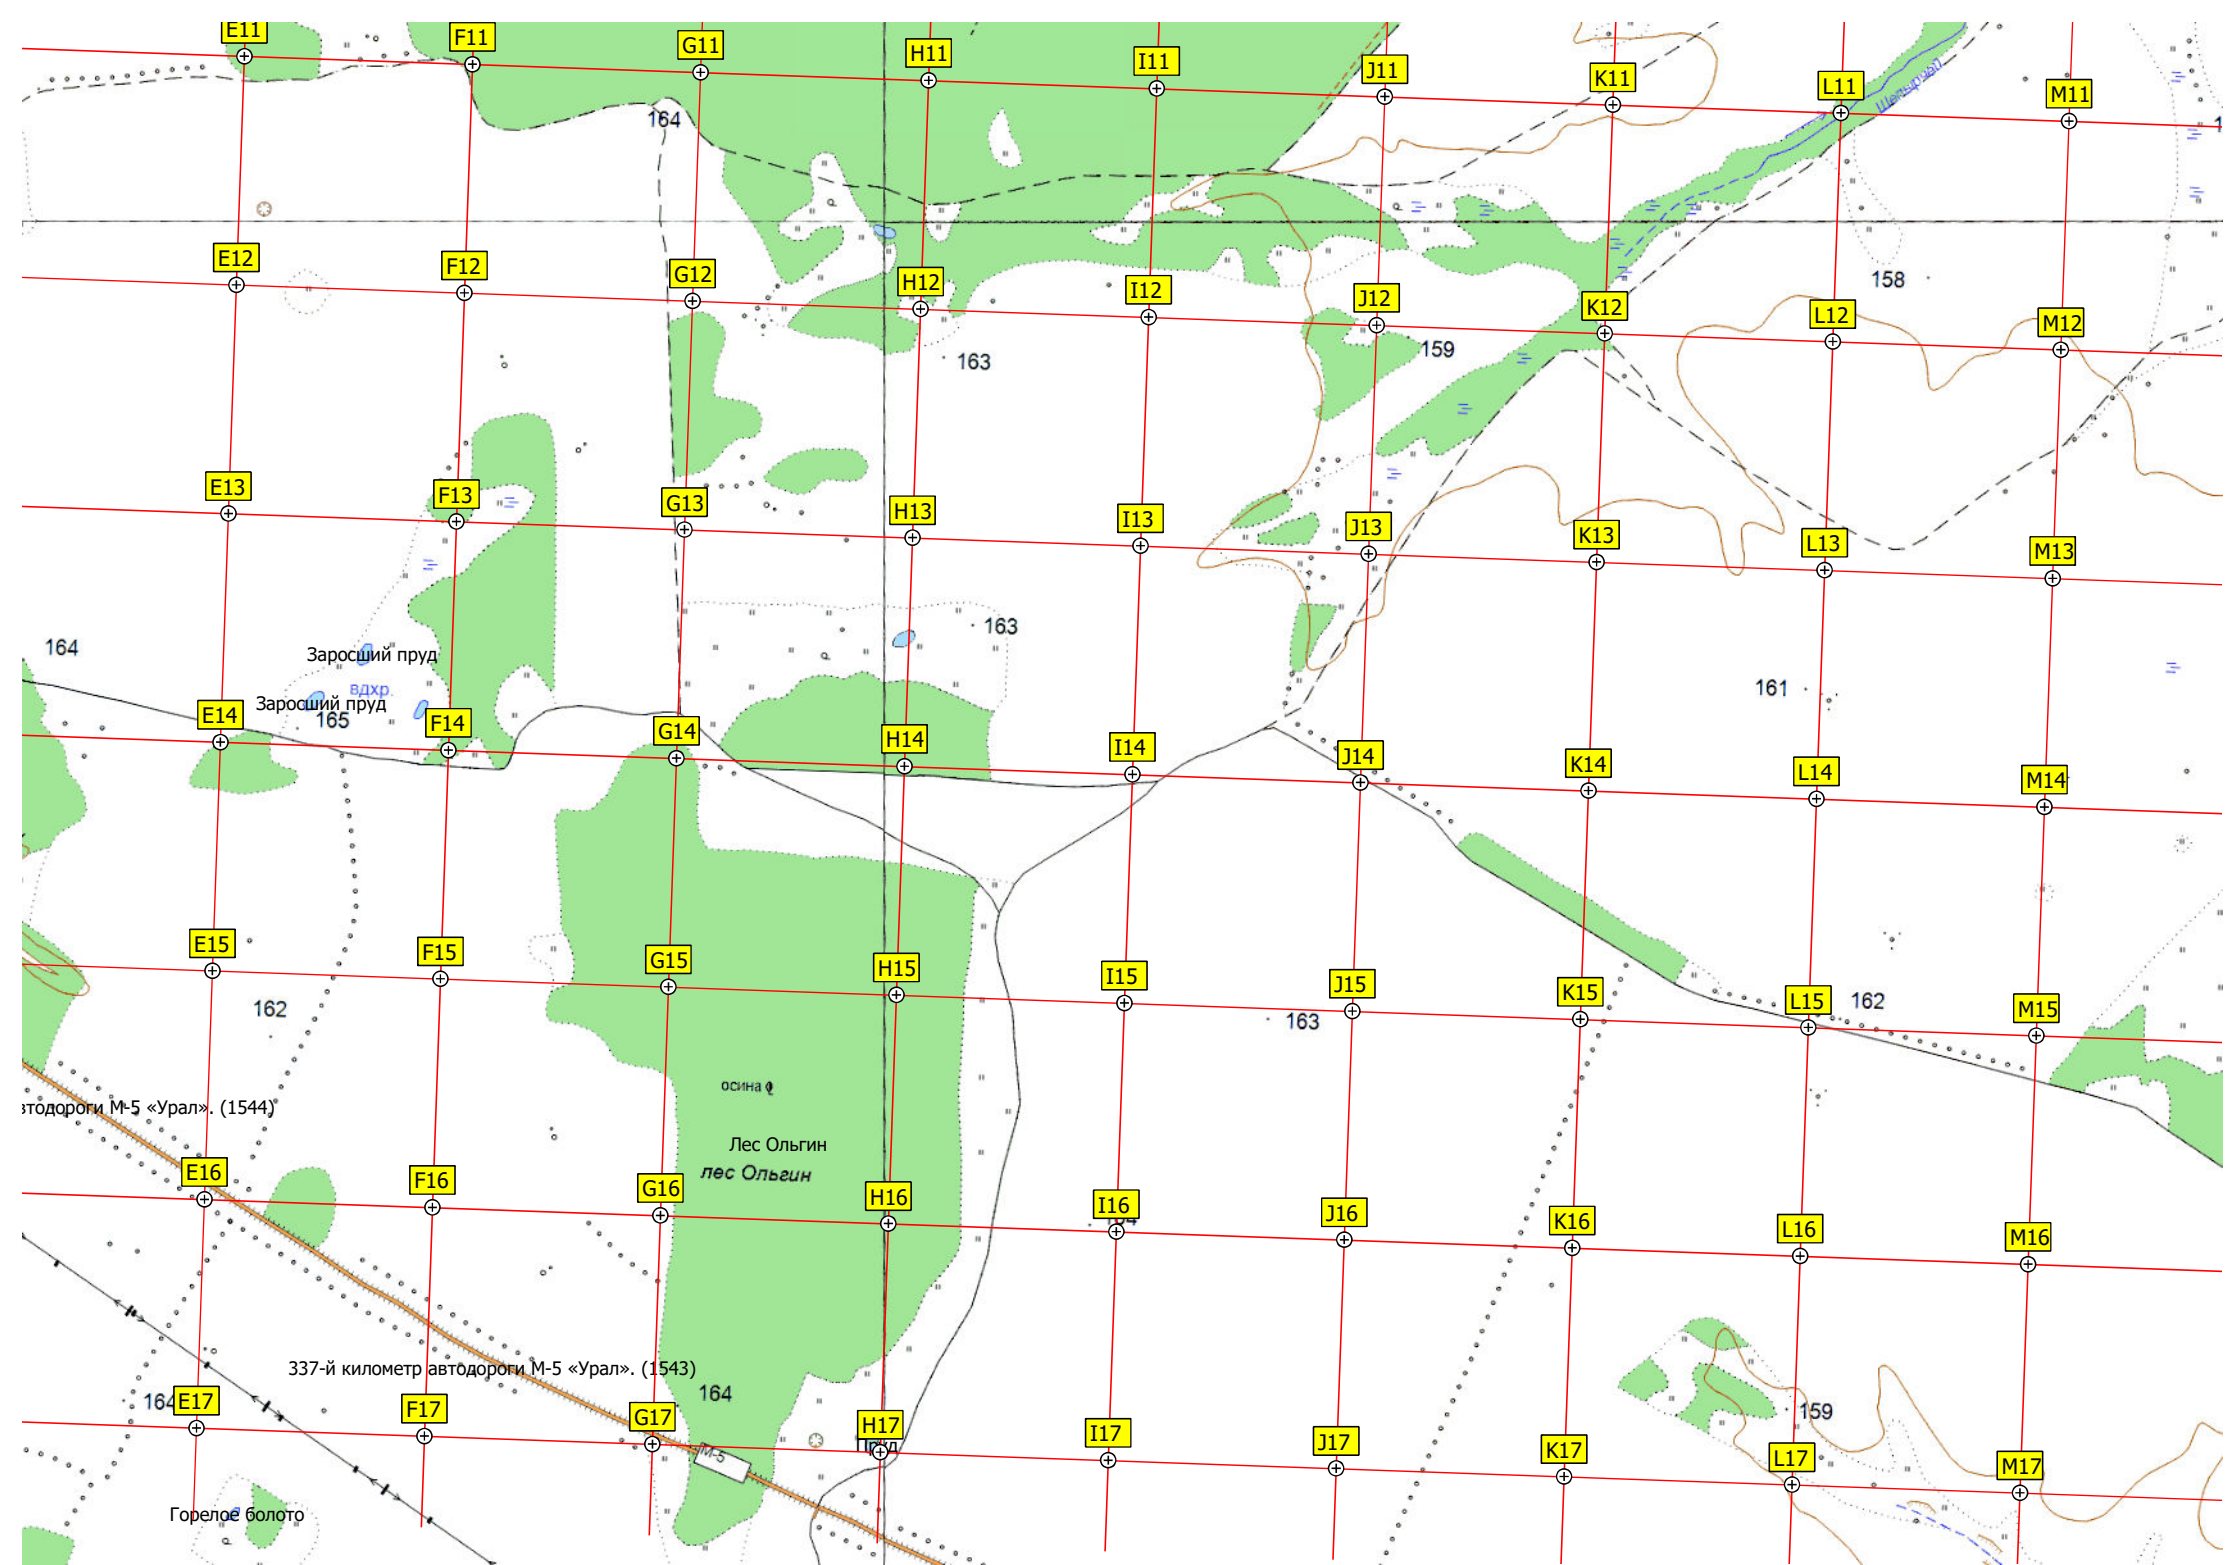 E11
F11
G11
H11
I11
J11
K11
L11
M11
164
E12
F12
G12
H12
I12
J12
K12
L12
M12
158
163
159
E13
F13
G13
H13
I13
J13
K13
L13
M13
163
164
Заросший пруд
вдхр.
Заросший пруд
165
161
E14
F14
G14
H14
I14
J14
K14
L14
M14
E15
F15
G15
H15
I15
J15
K15
L15
M15
162
163
162
осина
втодороги М-5 «Урал». (1544)
Лес Ольгин
лес Ольгин
E16
F16
G16
H16
I16
J16
K16
L16
M16
337-й километр автодороги М-5 «Урал». (1543)
164
164
159
E17
F17
G17
H17
I17
J17
K17
L17
M17
М-5
Горелое болото